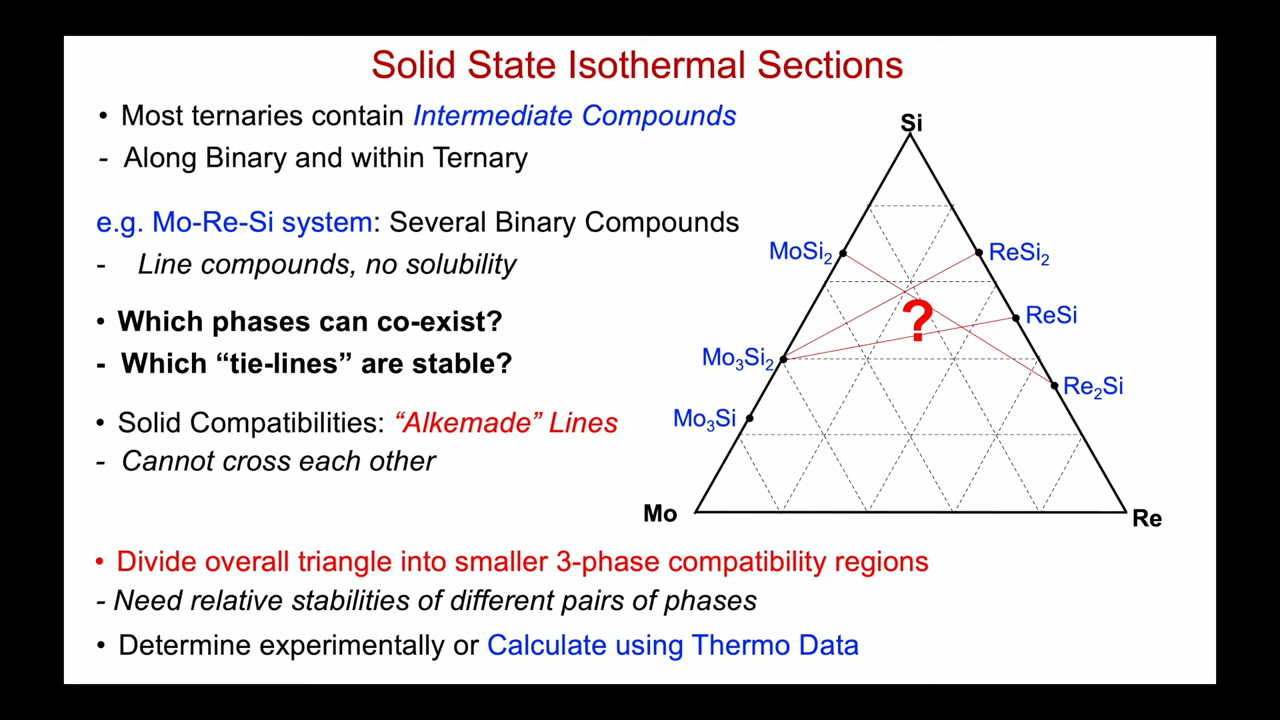 Solid State Isothermal Sections
• Most ternaries contain Intermediate Compounds
- Along Binary and within Ternary
e.g. Mo-Re-Si system: Several Binary Compounds
- Line compounds, no solubility
• Which phases can co-exist?
- Which “tie-lines” are stable?
• Solid Compatibilities: “Alkemade” Lines
- Cannot cross each other
Si
MoSi₂
ReSi₂
?
ReSi
Mo₃Si₂
Re₂Si
Mo₃Si
Mo
Re
• Divide overall triangle into smaller 3-phase compatibility regions
- Need relative stabilities of different pairs of phases
• Determine experimentally or Calculate using Thermo Data